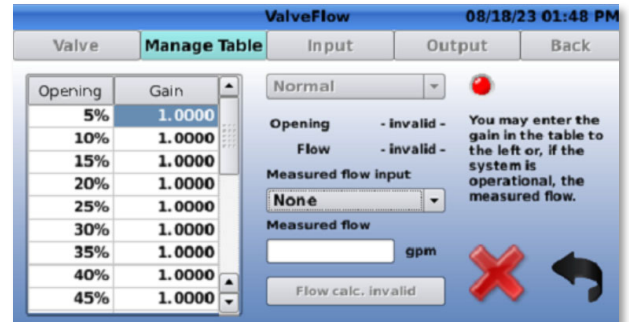 ValveFlow 08/18/23 01:48 PM
Valve Manage Table Input Output Back
Opening Gain
5% 1.0000
10% 1.0000
15% 1.0000
20% 1.0000
25% 1.0000
30% 1.0000
35% 1.0000
40% 1.0000
45% 1.0000
Normal
Opening - invalid -
Flow - invalid -
Measured flow input
None
Measured flow
gpm
Flow calc. invalid
You may enter the
gain in the table to
the left or, if the
system is
operational, the
measured flow.